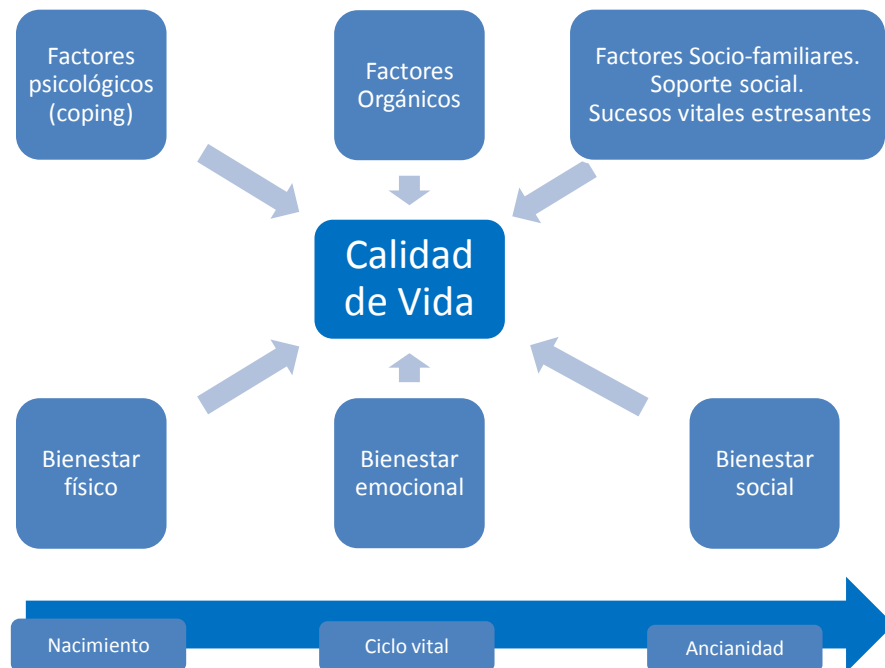 Factores
psicológicos
(coping)
Factores
Orgánicos
Factores Socio-familiares.
Soporte social.
Sucesos vitales estresantes
Calidad
de Vida
Bienestar
físico
Bienestar
emocional
Bienestar
social
Nacimiento
Ciclo vital
Ancianidad